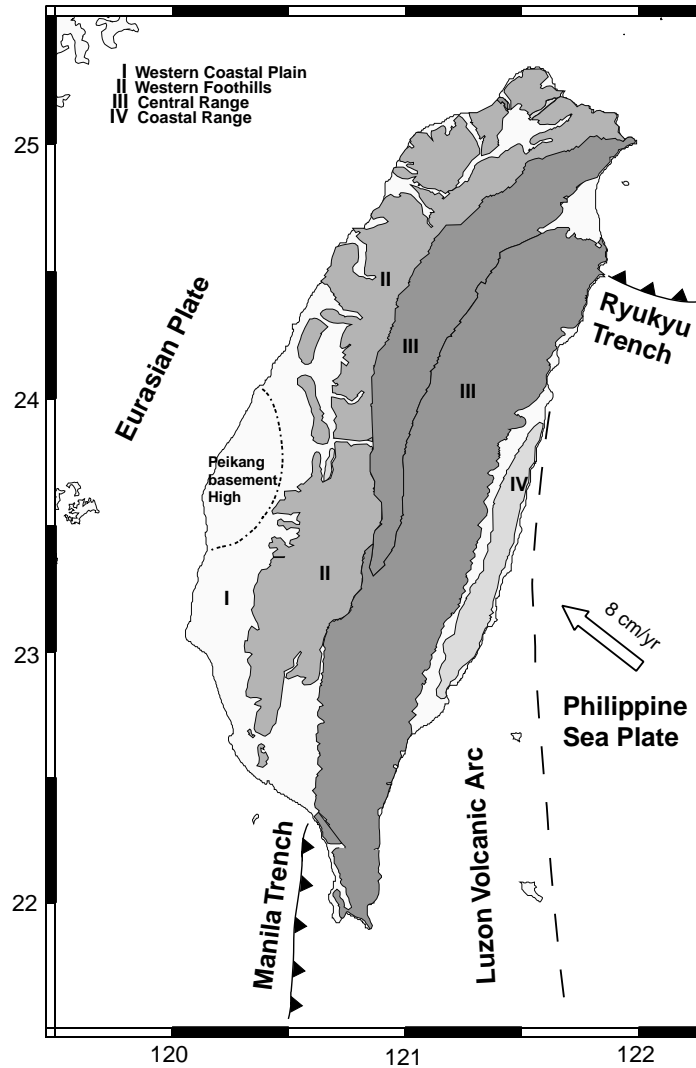 I Western Coastal Plain
II Western Foothills
III Central Range
IV Coastal Range
25
24
23
22
120
121
122
Eurasian Plate
Ryukyu
Trench
II
III
III
IV
Peikang
basement
High
I
II
8 cm/yr
Philippine
Sea Plate
Luzon Volcanic Arc
Manila Trench